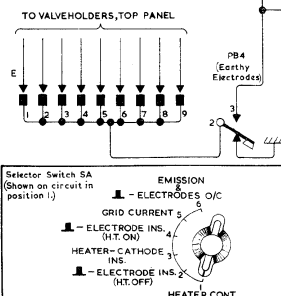 TO VALVEHOLDERS, TOP PANEL
PB4
(Earthy
Electrodes)
E
1 2 3 4 5 6 7 8 9
3
2
Selector Switch SA
(Shown on circuit in
position 1.)
EMISSION
&
- ELECTRODES O/C
6
GRID CURRENT 5
- ELECTRODE INS. 4
(H.T. ON)
HEATER-CATHODE 3
INS.
- ELECTRODE INS. 2
(H.T. OFF)
1
HEATER CONT.